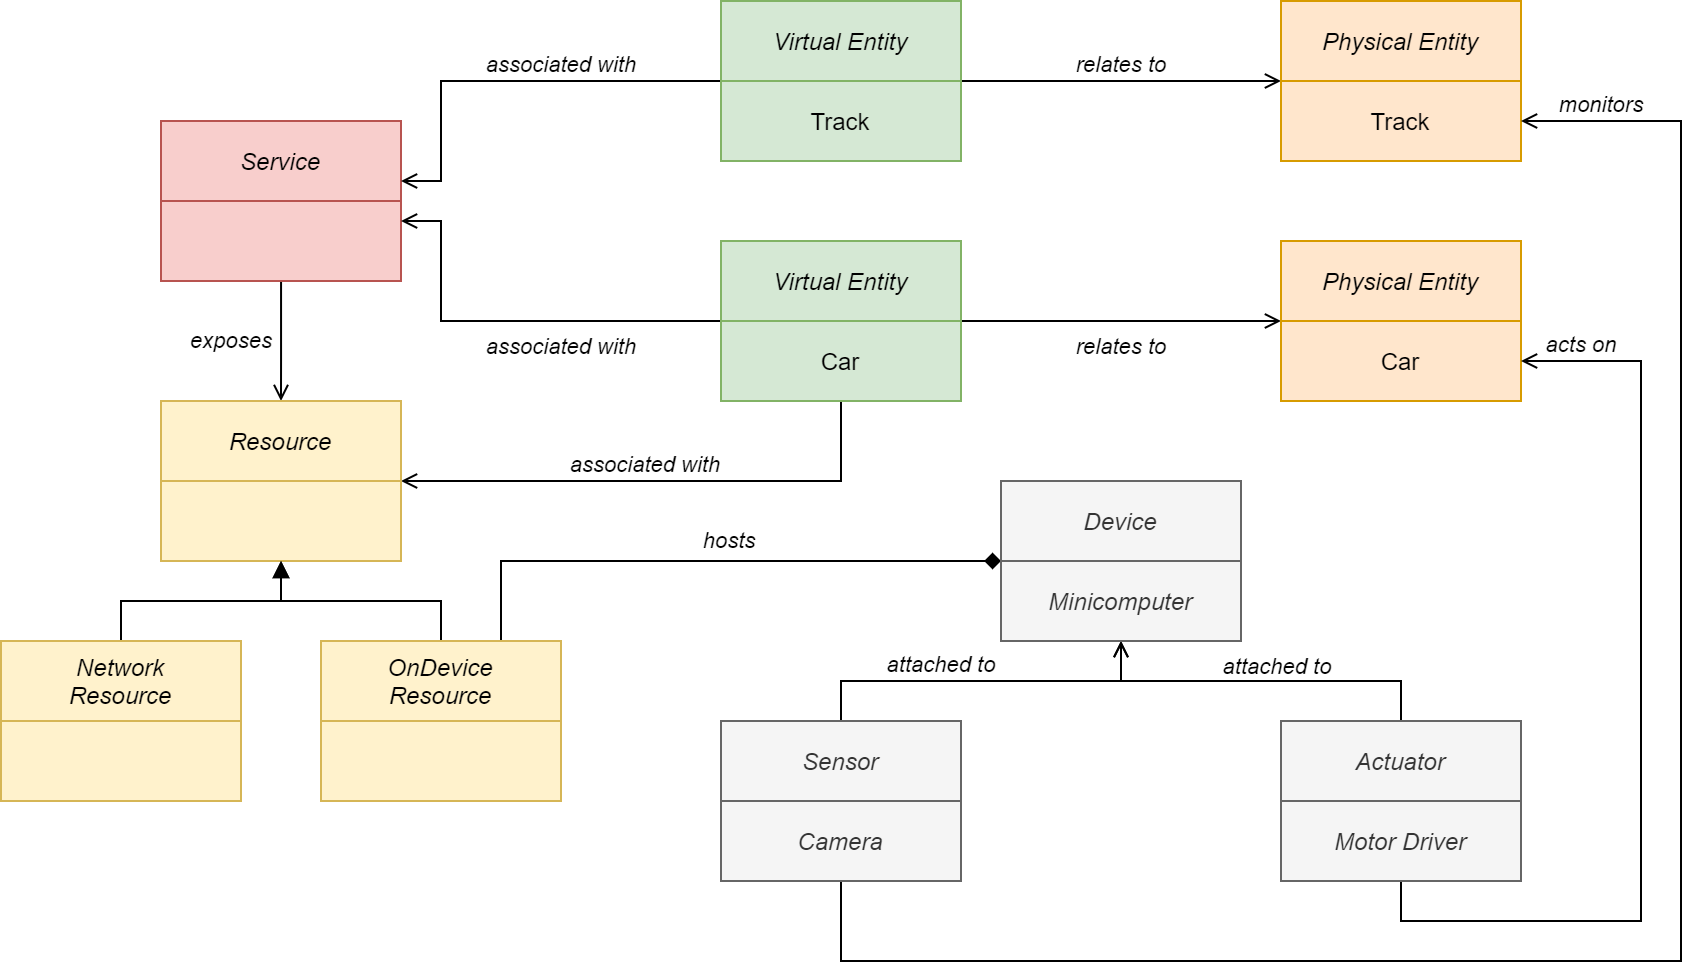 Virtual Entity
Physical Entity
associated with
relates to
monitors
Track
Track
Service
Virtual Entity
Physical Entity
exposes
associated with
relates to
acts on
Car
Car
Resource
associated with
Device
hosts
Minicomputer
Network
Resource
OnDevice
Resource
attached to
attached to
Sensor
Actuator
Camera
Motor Driver